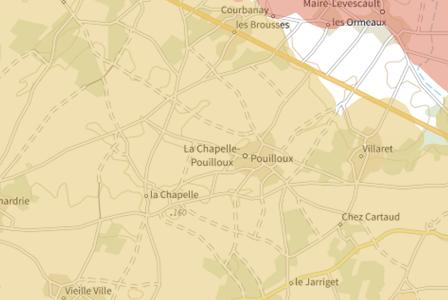 Maire-Levescault
Courbanay
les Brousses
les Ormeaux
La Chapelle-
Pouilloux
Pouilloux
Villaret
la Chapelle
160
Chez Cartaud
le Jarriget
Vieille Ville